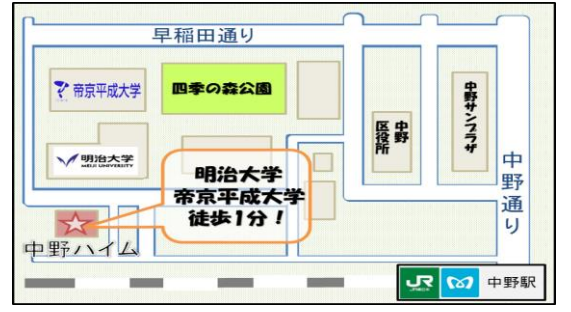 早稲田通り
帝京平成大学
四季の森公園
中野
区役所
中野サンプラザ
明治大学
MEIJI UNIVERSITY
明治大学
帝京平成大学
徒歩1分！
中野通り
中野ハイム
JR
中野駅